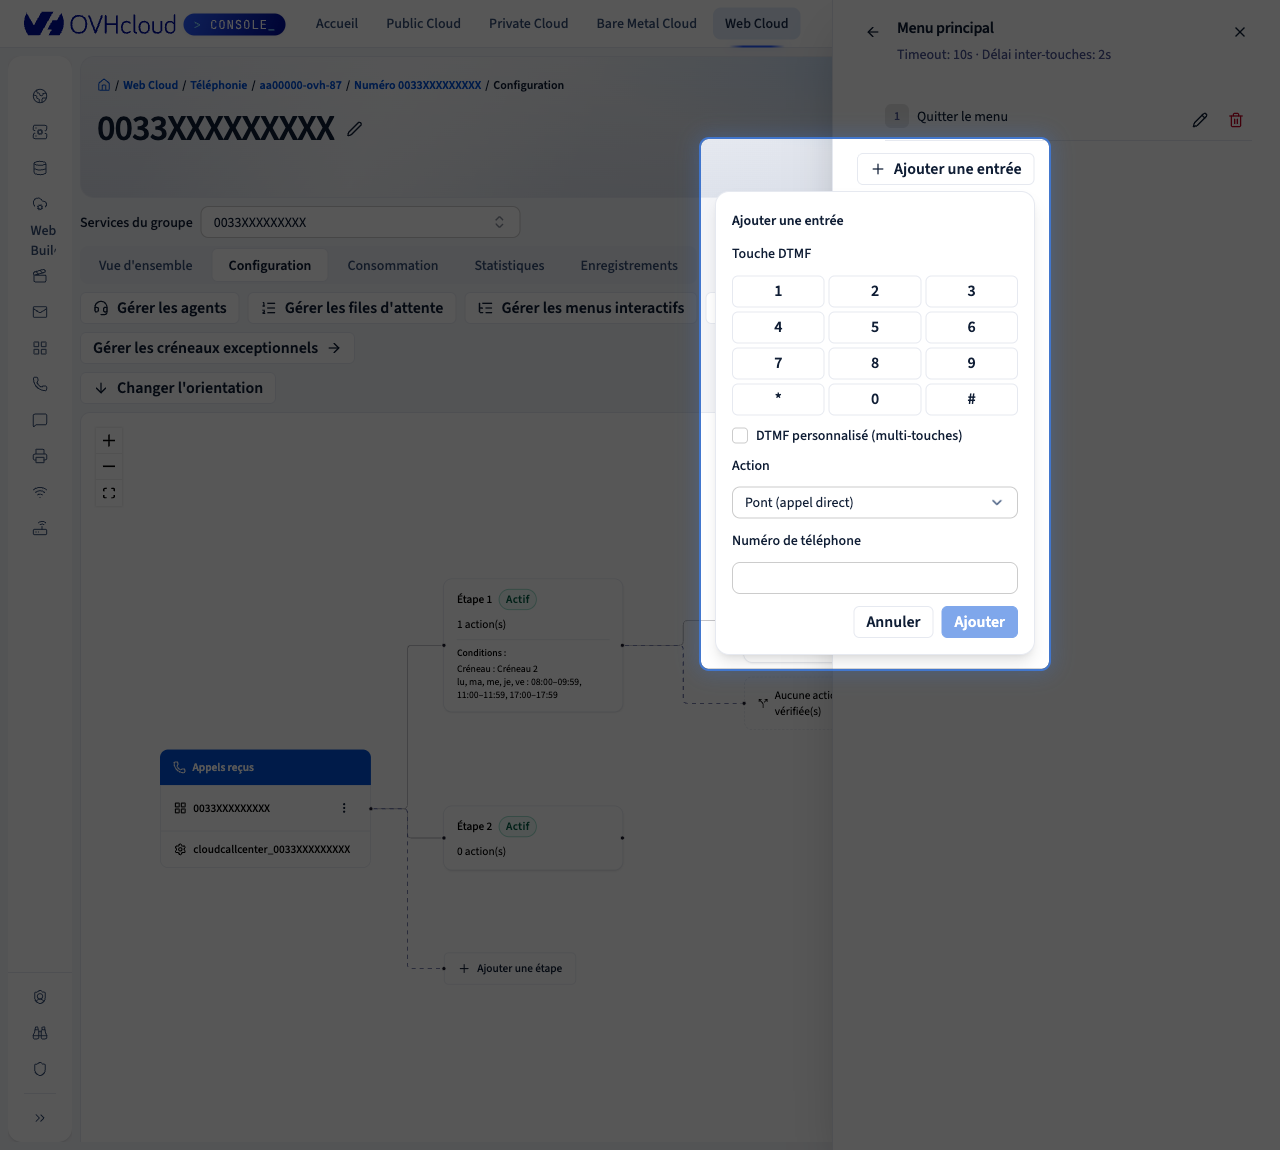 OVHcloud
> CONSOLE_
Accueil
Public Cloud
Private Cloud
Bare Metal Cloud
Web Cloud
Menu principal
Timeout: 10s · Délai inter-touches: 2s
1 Quitter le menu
/ Web Cloud / Téléphonie / aa00000-ovh-87 / Numéro 0033XXXXXXXXX / Configuration
0033XXXXXXXXX
Services du groupe
0033XXXXXXXXX
Web
Vue d'ensemble
Configuration
Consommation
Statistiques
Enregistrements
Gérer les agents
Gérer les files d'attente
Gérer les menus interactifs
Gérer les créneaux exceptionnels
Changer l'orientation
Ajouter une entrée
Ajouter une entrée
Touche DTMF
1 2 3
4 5 6
7 8 9
* 0 #
DTMF personnalisé (multi-touches)
Action
Pont (appel direct)
Numéro de téléphone
Annuler
Ajouter
Étape 1 Actif
1 action(s)
Conditions :
Créneau : Créneau 2
lu, ma, me, je, ve : 08:00–09:59,
11:00–11:59, 17:00–17:59
Aucune
vérifiée(s)
Appels reçus
0033XXXXXXXXX
cloudcallcenter_0033XXXXXXXXX
Étape 2 Actif
0 action(s)
Ajouter une étape